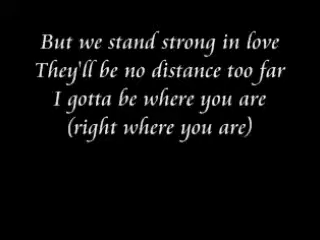 But we stand strong in love
They'll be no distance too far
I gotta be where you are
(right where you are)